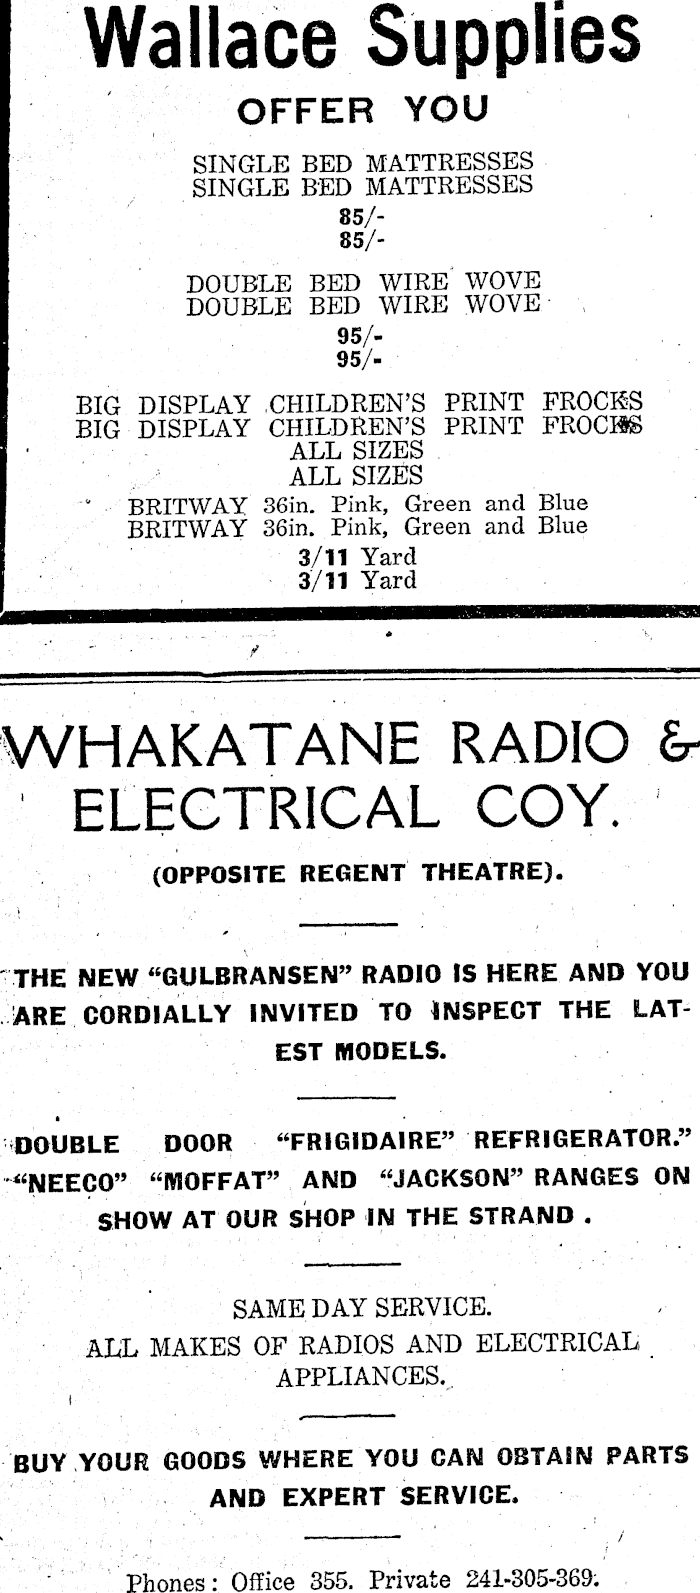 Wallace Supplies
OFFER YOU
SINGLE BED MATTRESSES
SINGLE BED MATTRESSES
85/-
85/-
DOUBLE BED WIRE WOVE
DOUBLE BED WIRE WOVE
95/-
95/-
BIG DISPLAY CHILDREN'S PRINT FROCKS
BIG DISPLAY CHILDREN'S PRINT FROCKS
ALL SIZES
ALL SIZES
BRITWAY 36in. Pink, Green and Blue
BRITWAY 36in. Pink, Green and Blue
3/11 Yard
3/11 Yard
WHAKATANE RADIO &
ELECTRICAL COY.
(OPPOSITE REGENT THEATRE).
THE NEW "GULBRANSEN" RADIO IS HERE AND YOU
ARE CORDIALLY INVITED TO INSPECT THE LAT-
EST MODELS.
DOUBLE DOOR "FRIGIDAIRE" REFRIGERATOR."
"NEECO" "MOFFAT" AND "JACKSON" RANGES ON
SHOW AT OUR SHOP IN THE STRAND .
SAME DAY SERVICE.
ALL MAKES OF RADIOS AND ELECTRICAL
APPLIANCES.
BUY YOUR GOODS WHERE YOU CAN OBTAIN PARTS
AND EXPERT SERVICE.
Phones: Office 355. Private 241-305-369.